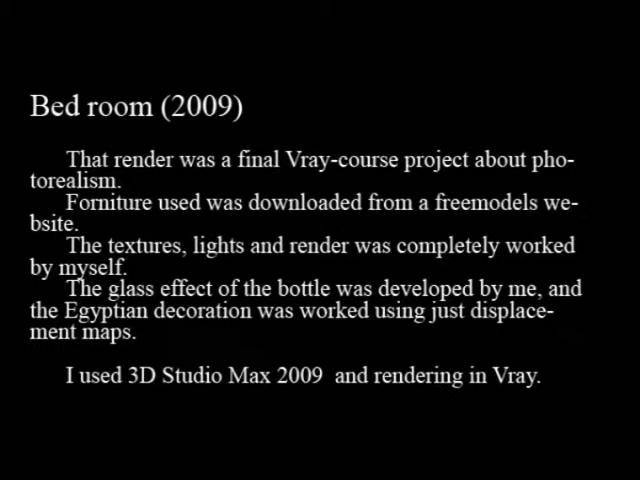 Bed room (2009)
That render was a final Vray-course project about pho-
torealism.
Forniture used was downloaded from a freemodels we-
bsite.
The textures, lights and render was completely worked
by myself.
The glass effect of the bottle was developed by me, and
the Egyptian decoration was worked using just displace-
ment maps.
I used 3D Studio Max 2009  and rendering in Vray.